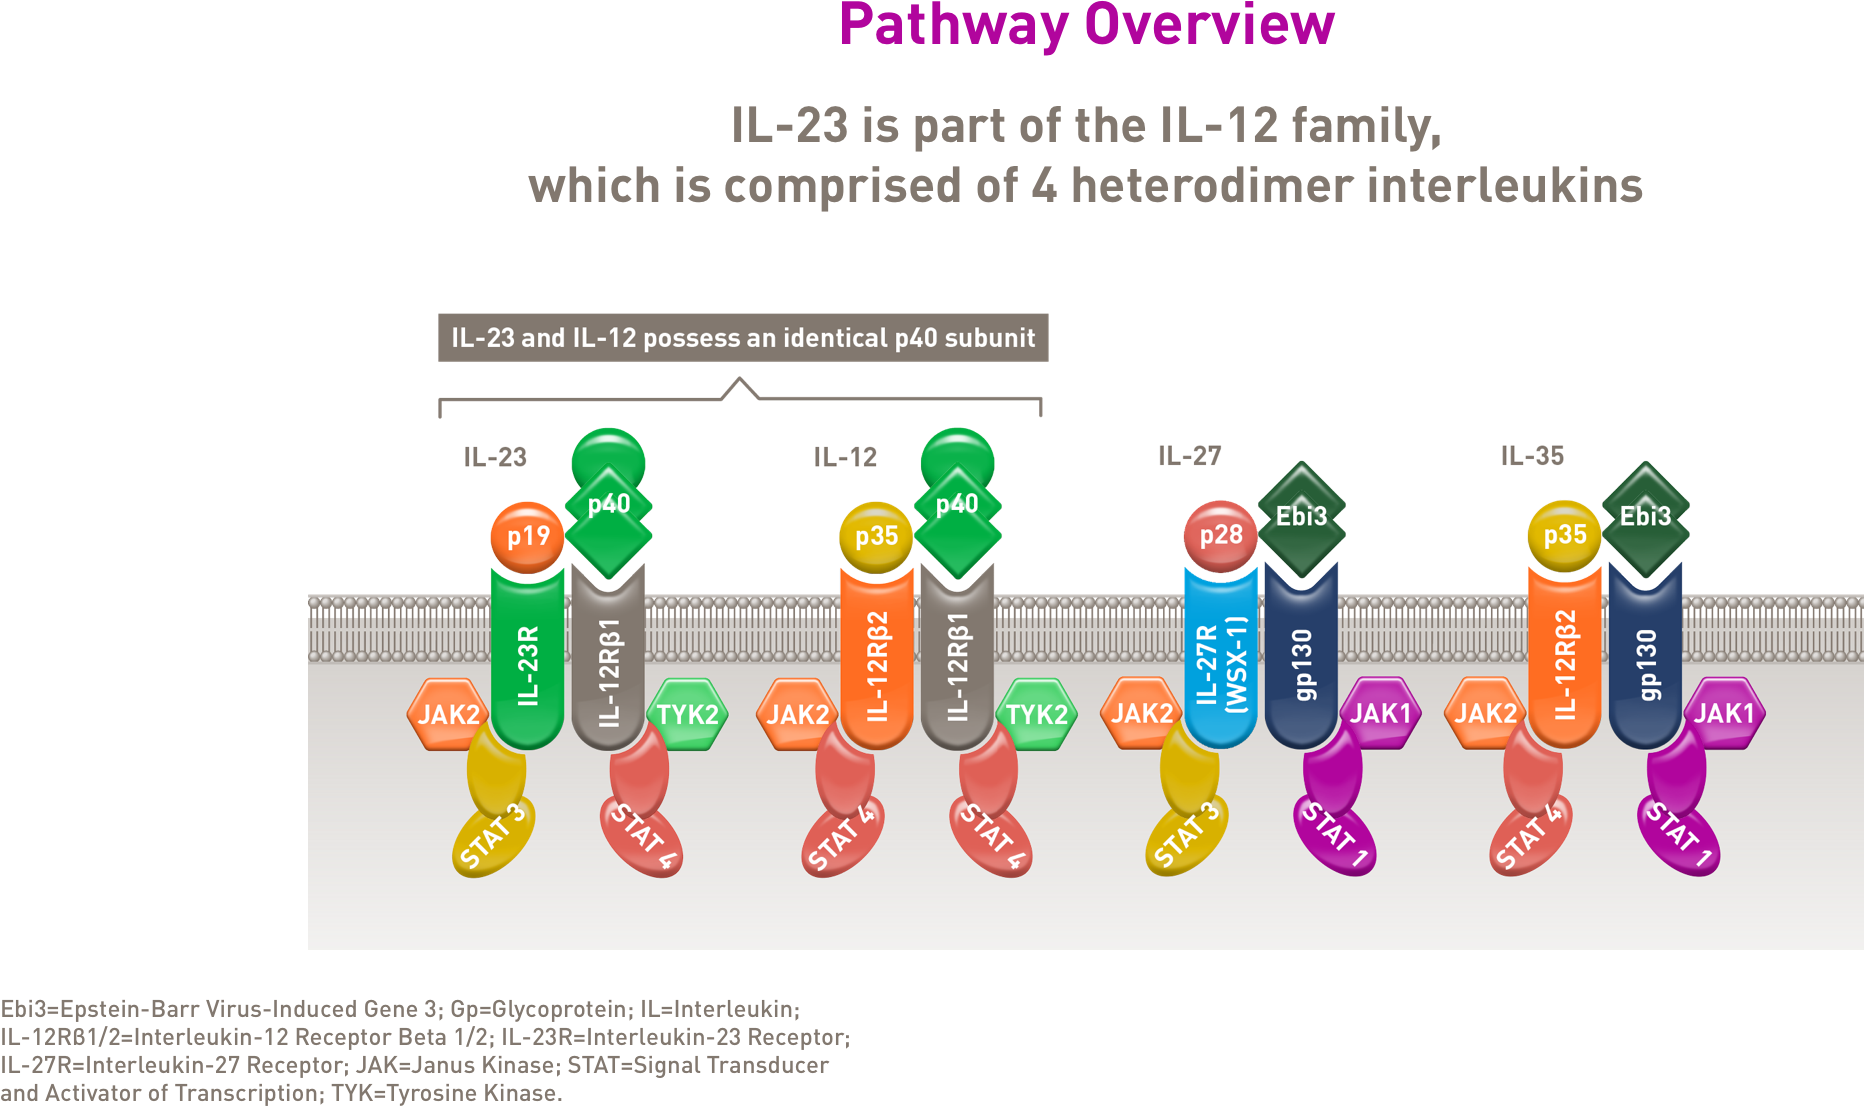 Pathway Overview
IL-23 is part of the IL-12 family,
which is comprised of 4 heterodimer interleukins
IL-23 and IL-12 possess an identical p40 subunit
IL-23
p19
p40
IL-23R
IL-12Rβ1
JAK2
TYK2
STAT 3
STAT 4
IL-12
p35
p40
IL-12Rβ2
IL-12Rβ1
JAK2
TYK2
STAT 4
STAT 4
IL-27
p28
Ebi3
IL-27R
(WSX-1)
gp130
JAK2
JAK1
STAT 3
STAT 1
IL-35
p35
Ebi3
IL-12Rβ2
gp130
JAK2
JAK1
STAT 4
STAT 1
Ebi3=Epstein-Barr Virus-Induced Gene 3; Gp=Glycoprotein; IL=Interleukin;
IL-12Rß1/2=Interleukin-12 Receptor Beta 1/2; IL-23R=Interleukin-23 Receptor;
IL-27R=Interleukin-27 Receptor; JAK=Janus Kinase; STAT=Signal Transducer
and Activator of Transcription; TYK=Tyrosine Kinase.